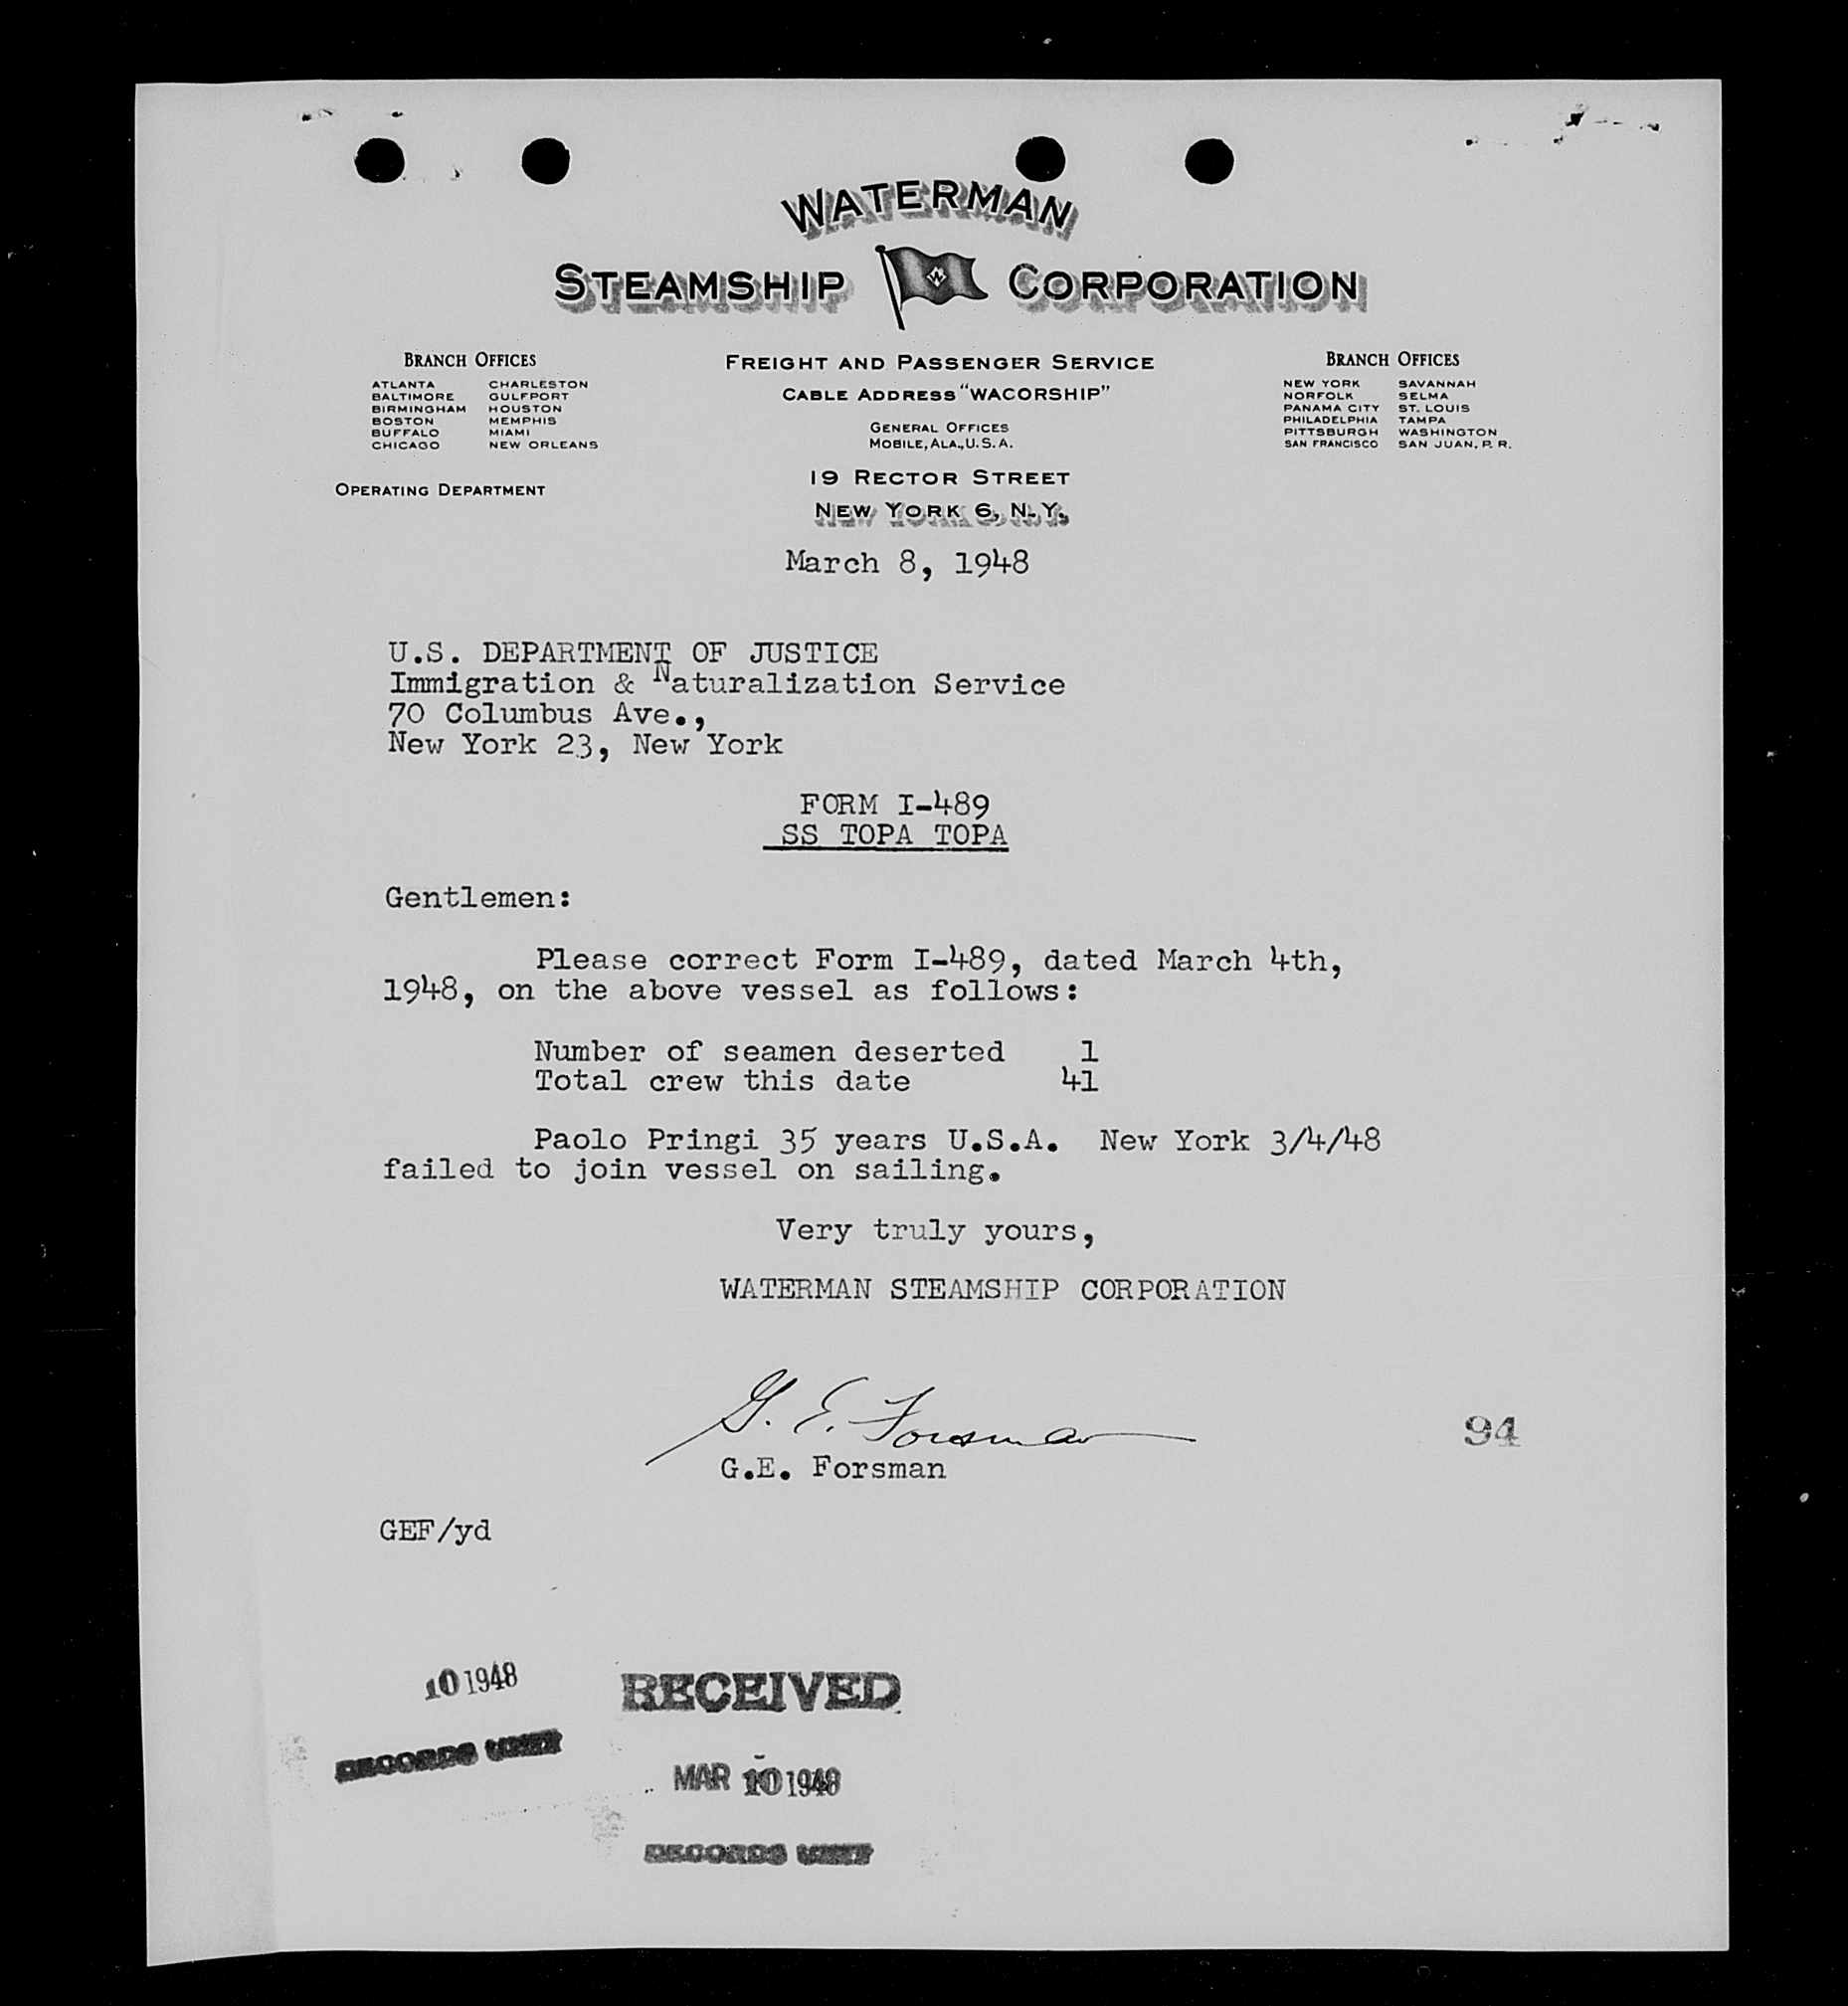 WATERMAN
STEAMSHIP CORPORATION
BRANCH OFFICES
ATLANTA CHARLESTON
BALTIMORE GULFPORT
BIRMINGHAM HOUSTON
BOSTON MEMPHIS
BUFFALO MIAMI
CHICAGO NEW ORLEANS
OPERATING DEPARTMENT
FREIGHT AND PASSENGER SERVICE
CABLE ADDRESS "WACORSHIP"
GENERAL OFFICES
MOBILE, ALA., U.S.A.
19 RECTOR STREET
NEW YORK 6, N.Y.
BRANCH OFFICES
NEW YORK SAVANNAH
NORFOLK SELMA
PANAMA CITY ST. LOUIS
PHILADELPHIA TAMPA
PITTSBURGH WASHINGTON
SAN FRANCISCO SAN JUAN, P. R.
March 8, 1948
U.S. DEPARTMENT OF JUSTICE
Immigration & Naturalization Service
70 Columbus Ave.,
New York 23, New York
FORM I-489
SS TOPA TOPA
Gentlemen:
Please correct Form I-489, dated March 4th,
1948, on the above vessel as follows:
Number of seamen deserted 1
Total crew this date 41
Paolo Pringi 35 years U.S.A. New York 3/4/48
failed to join vessel on sailing.
Very truly yours,
WATERMAN STEAMSHIP CORPORATION
G. E. Forsman
G.E. Forsman
94
GEF/yd
10 1948
RECORDS UNIT
RECEIVED
MAR 10 1948
RECORDS UNIT